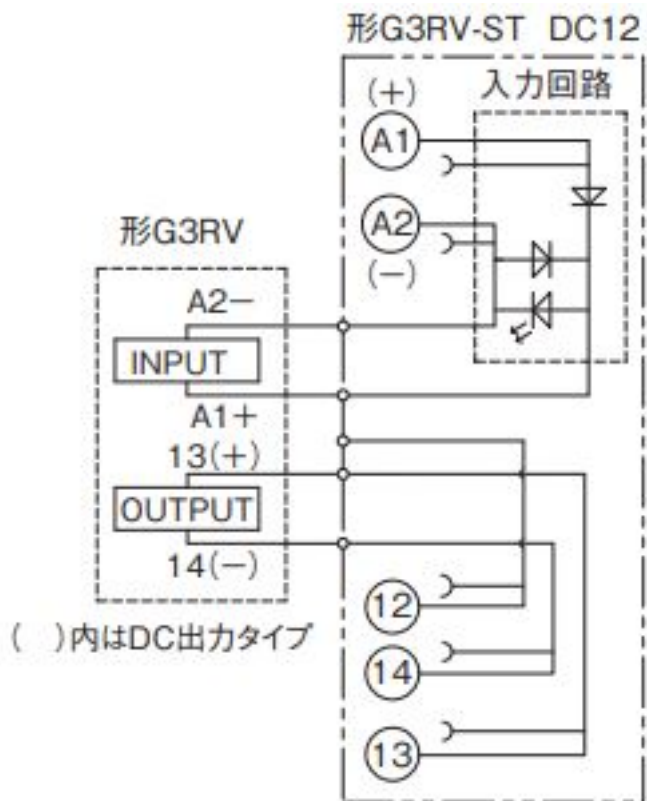 形G3RV-ST DC12
入力回路
(+)
A1
A2
(−)
形G3RV
A2−
INPUT
A1+
13(+)
OUTPUT
14(−)
( )内はDC出力タイプ
12
14
13